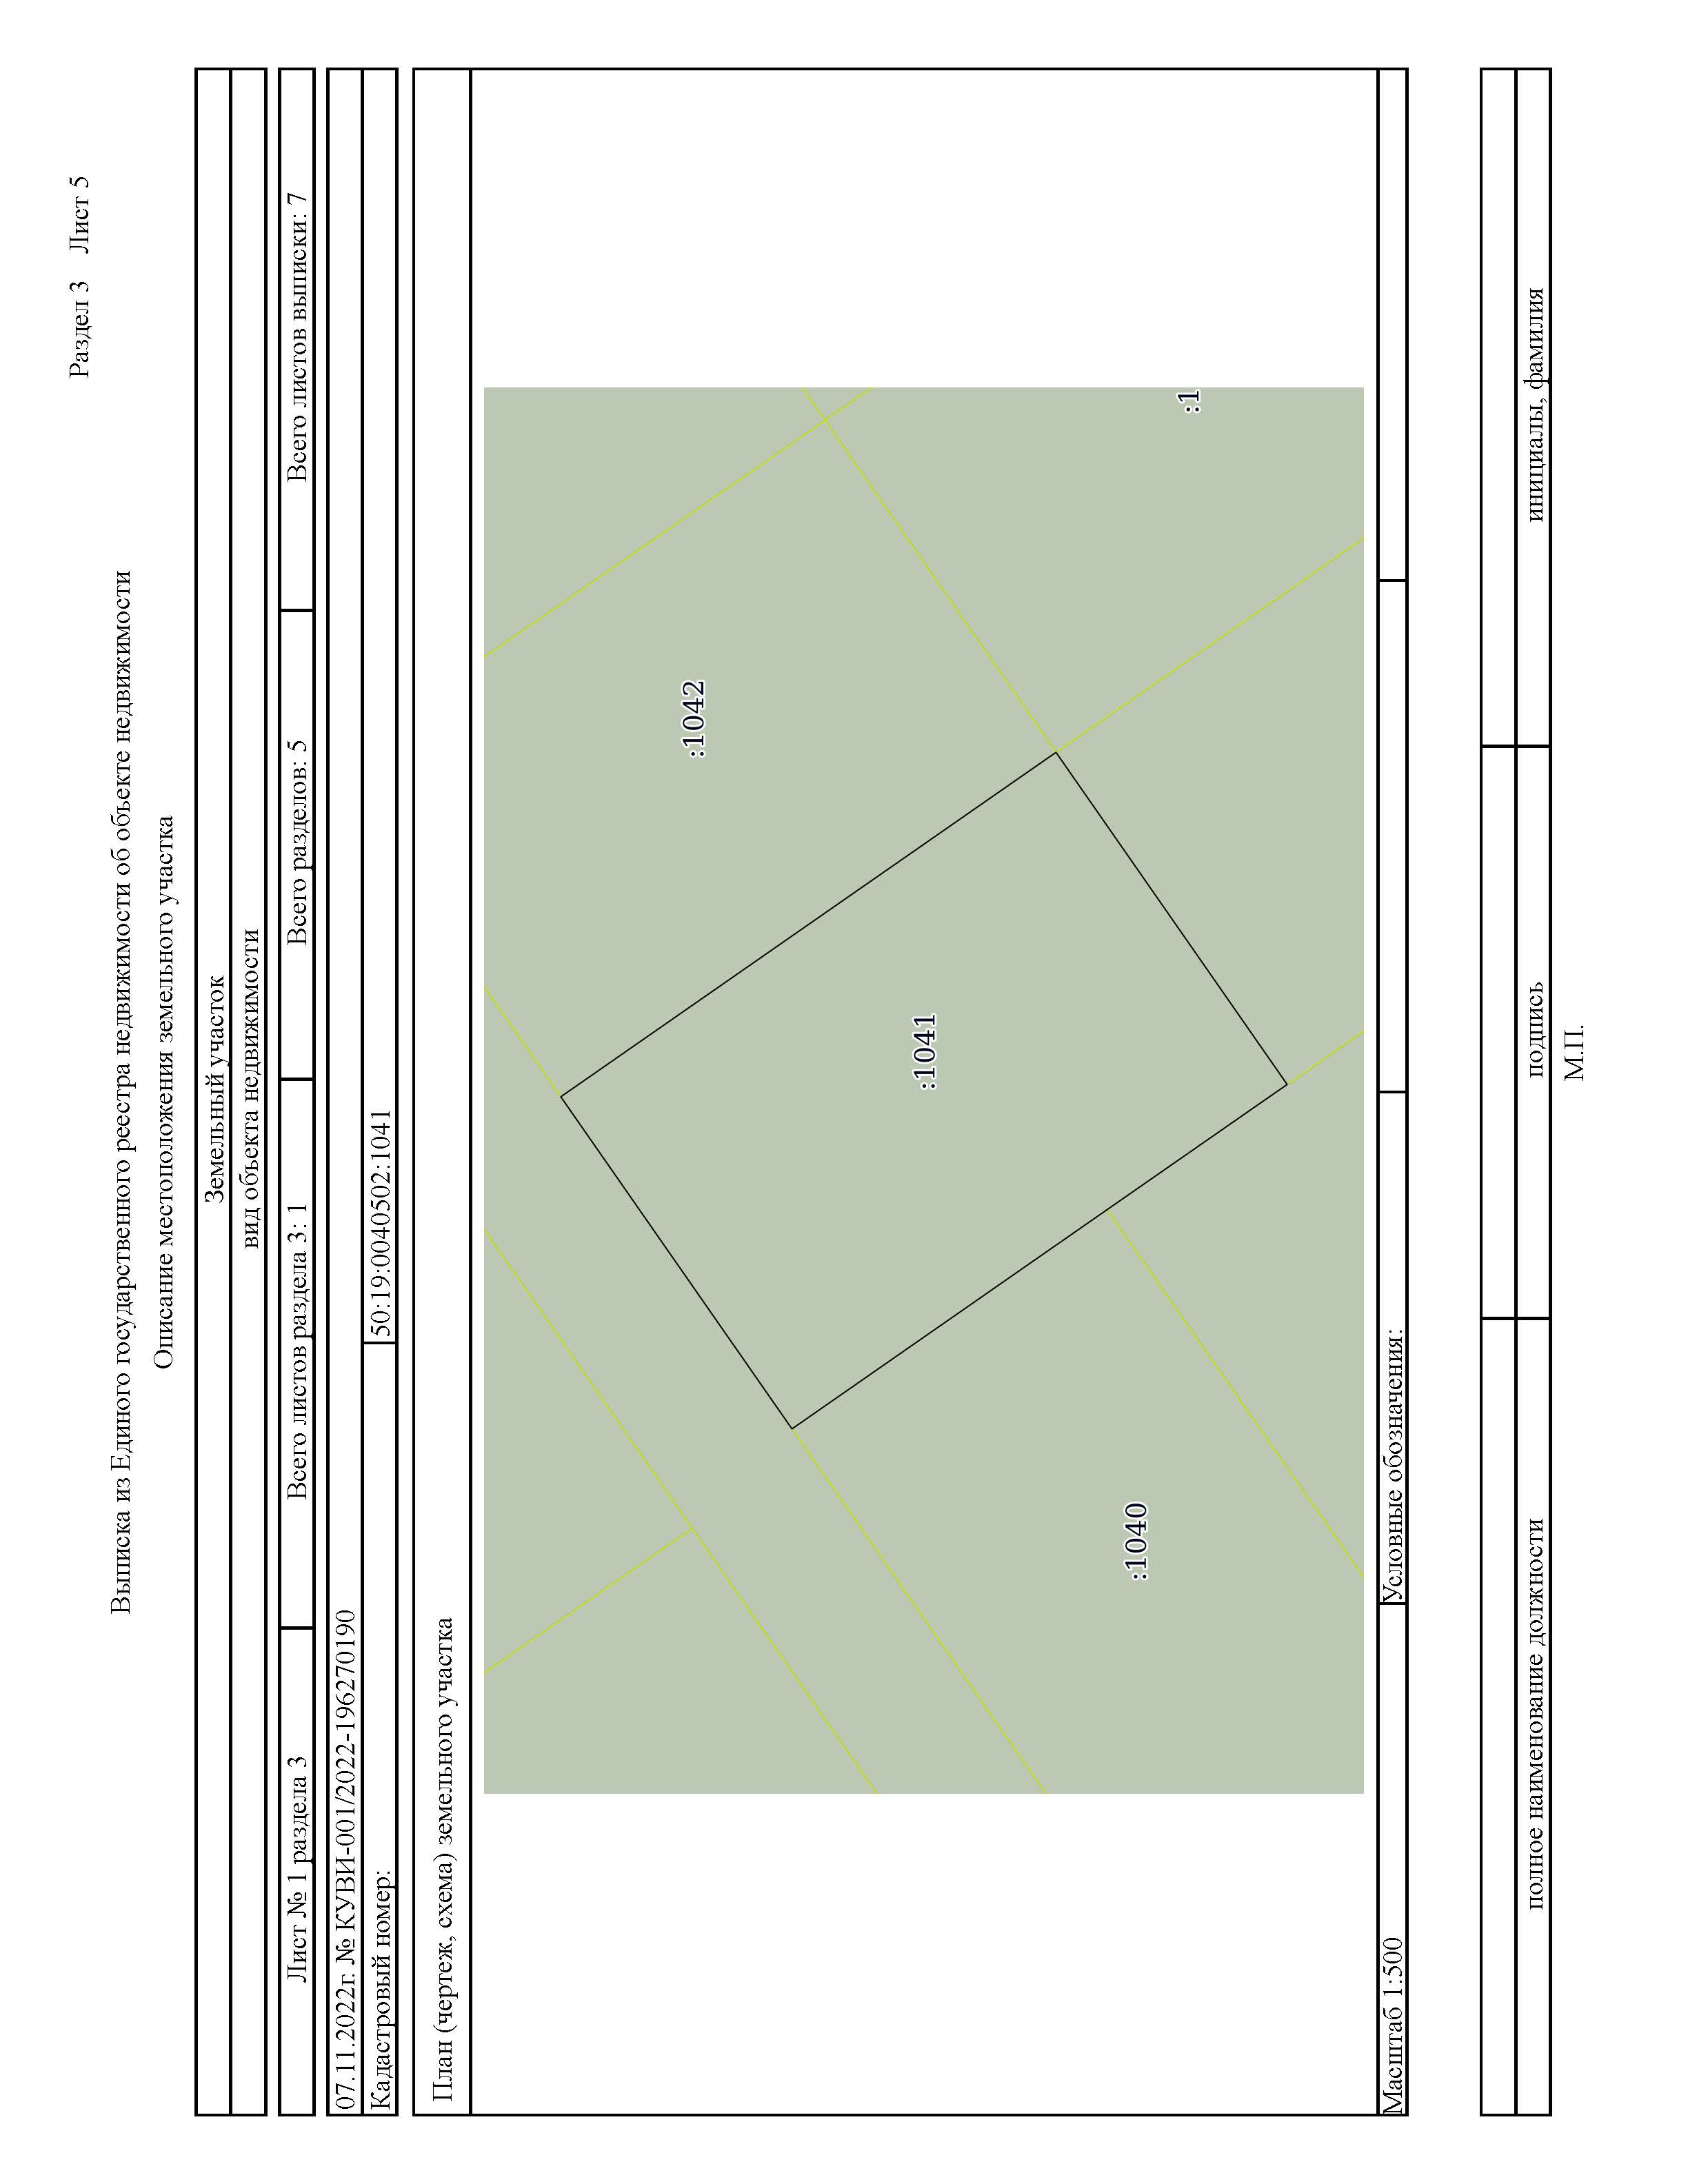 Раздел 3 Лист 5
Выписка из Единого государственного реестра недвижимости об объекте недвижимости
Описание местоположения земельного участка
Земельный участок
вид объекта недвижимости
Лист № 1 раздела 3 Всего листов раздела 3: 1 Всего разделов: 5 Всего листов выписки: 7
07.11.2022г. № КУВИ-001/2022-196270190
Кадастровый номер: 50:19:0040502:1041
План (чертеж, схема) земельного участка
:1042
:1041
:1040
:1
Масштаб 1:500 Условные обозначения:
полное наименование должности подпись инициалы, фамилия
М.П.